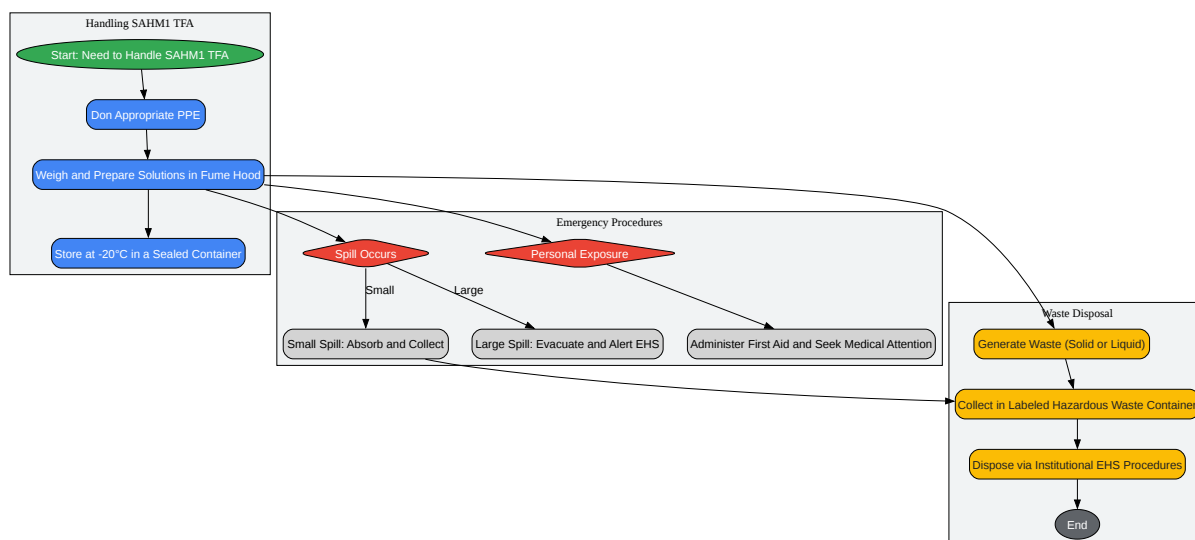 Handling SAHM1 TFA
Start: Need to Handle SAHM1 TFA
Don Appropriate PPE
Weigh and Prepare Solutions in Fume Hood
Store at -20°C in a Sealed Container
Emergency Procedures
Spill Occurs
Personal Exposure
Small
Large
Small Spill: Absorb and Collect
Large Spill: Evacuate and Alert EHS
Administer First Aid and Seek Medical Attention
Waste Disposal
Generate Waste (Solid or Liquid)
Collect in Labeled Hazardous Waste Container
Dispose via Institutional EHS Procedures
End